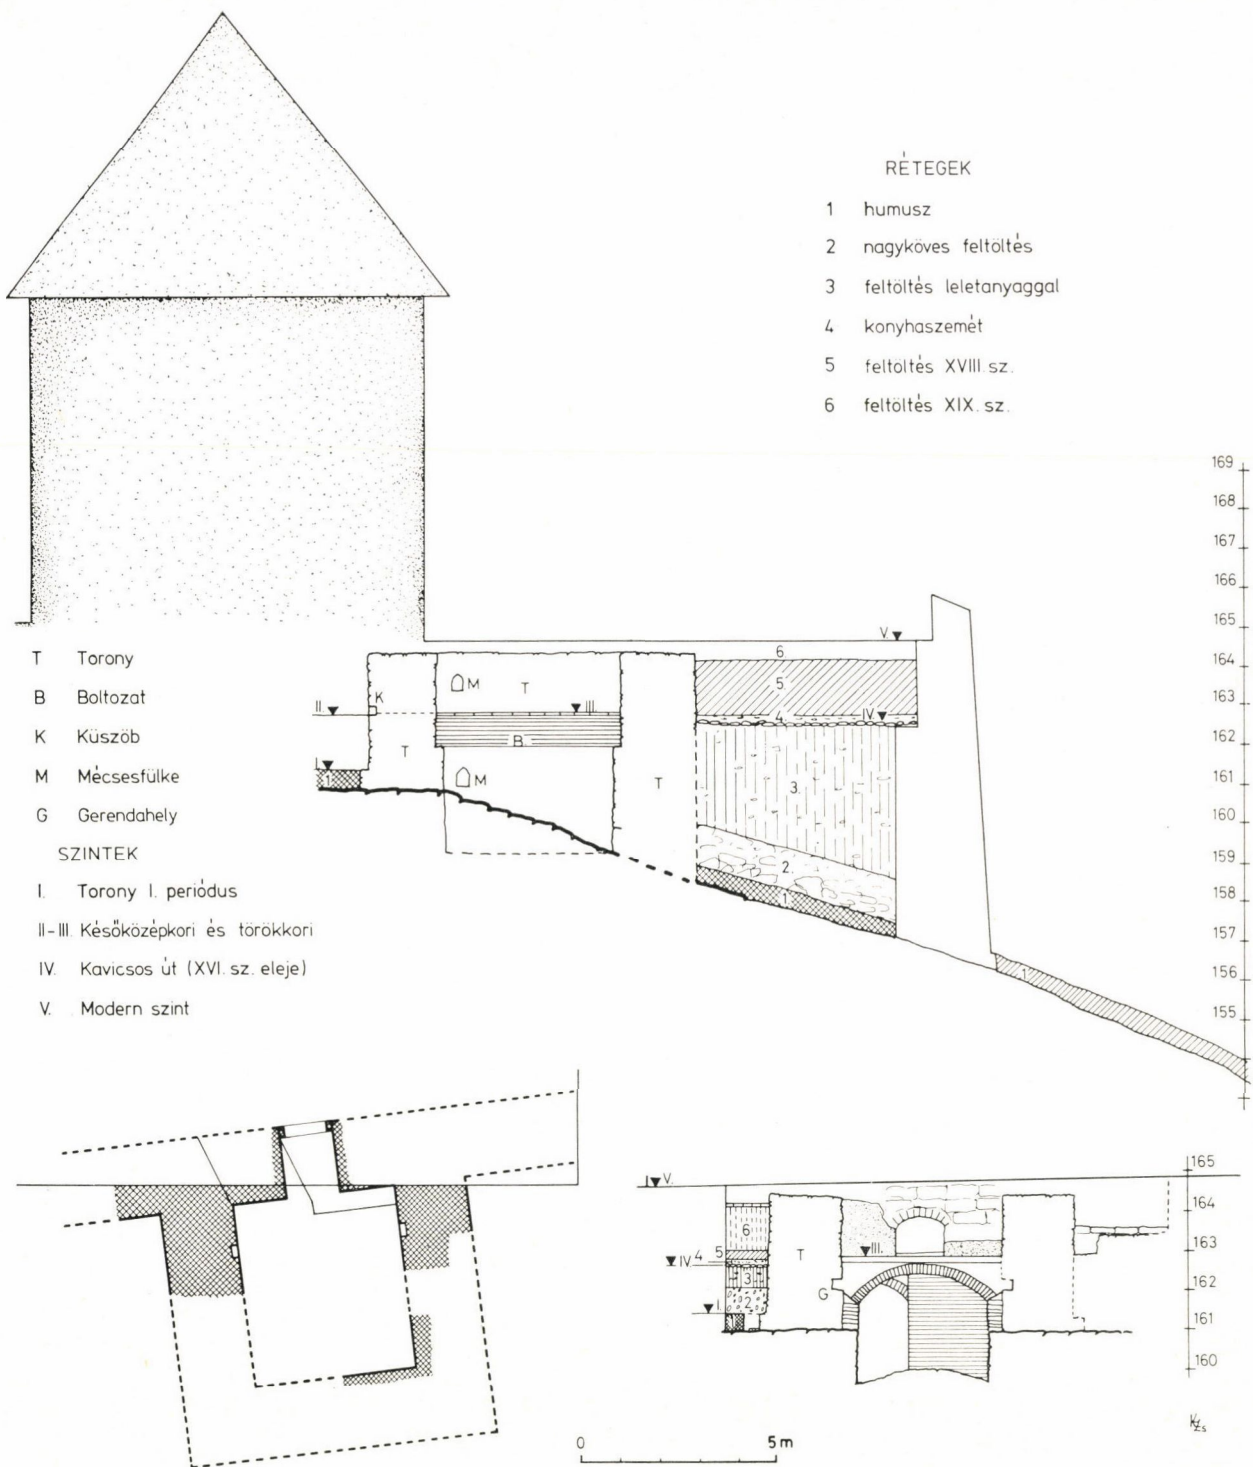 RÉTEGEK
1 humusz
2 nagyköves feltöltés
3 feltöltés leletanyaggal
4 konyhaszemét
5 feltöltés XVIII. sz.
6 feltöltés XIX. sz.
T Torony
B Boltozat
K Küszöb
M Mécsesfülke
G Gerendahely
SZINTEK
I. Torony I. periódus
II-III. Későközépkori és törökkori
IV. Kavicsos út (XVI. sz. eleje)
V. Modern szint
169
168
167
166
165
164
163
162
161
160
159
158
157
156
155
V.
6.
5.
4.
IV.
3.
2.
1
1
K
II.
M
T
III.
B.
T
M
T
I.
1
V.
6
5
4
IV.
3
2
I.
T
III.
G
165
164
163
162
161
160
0 5 m